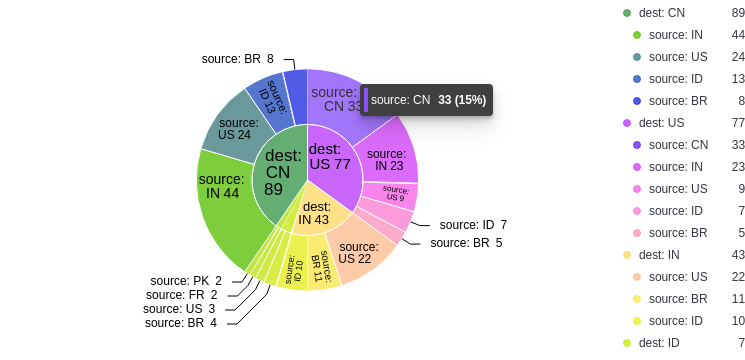 source: BR 8
source:
CN 33
source: CN 33 (15%)
source:
ID 13
source:
US 24
dest:
CN
89
dest:
US 77
source:
IN 23
source:
IN 44
source:
US 9
dest:
IN 43
source: ID 7
source: BR 5
source:
US 22
source:
BR 11
source:
ID 10
source: PK 2
source: FR 2
source: US 3
source: BR 4
dest: CN 89
source: IN 44
source: US 24
source: ID 13
source: BR 8
dest: US 77
source: CN 33
source: IN 23
source: US 9
source: ID 7
source: BR 5
dest: IN 43
source: US 22
source: BR 11
source: ID 10
dest: ID 7